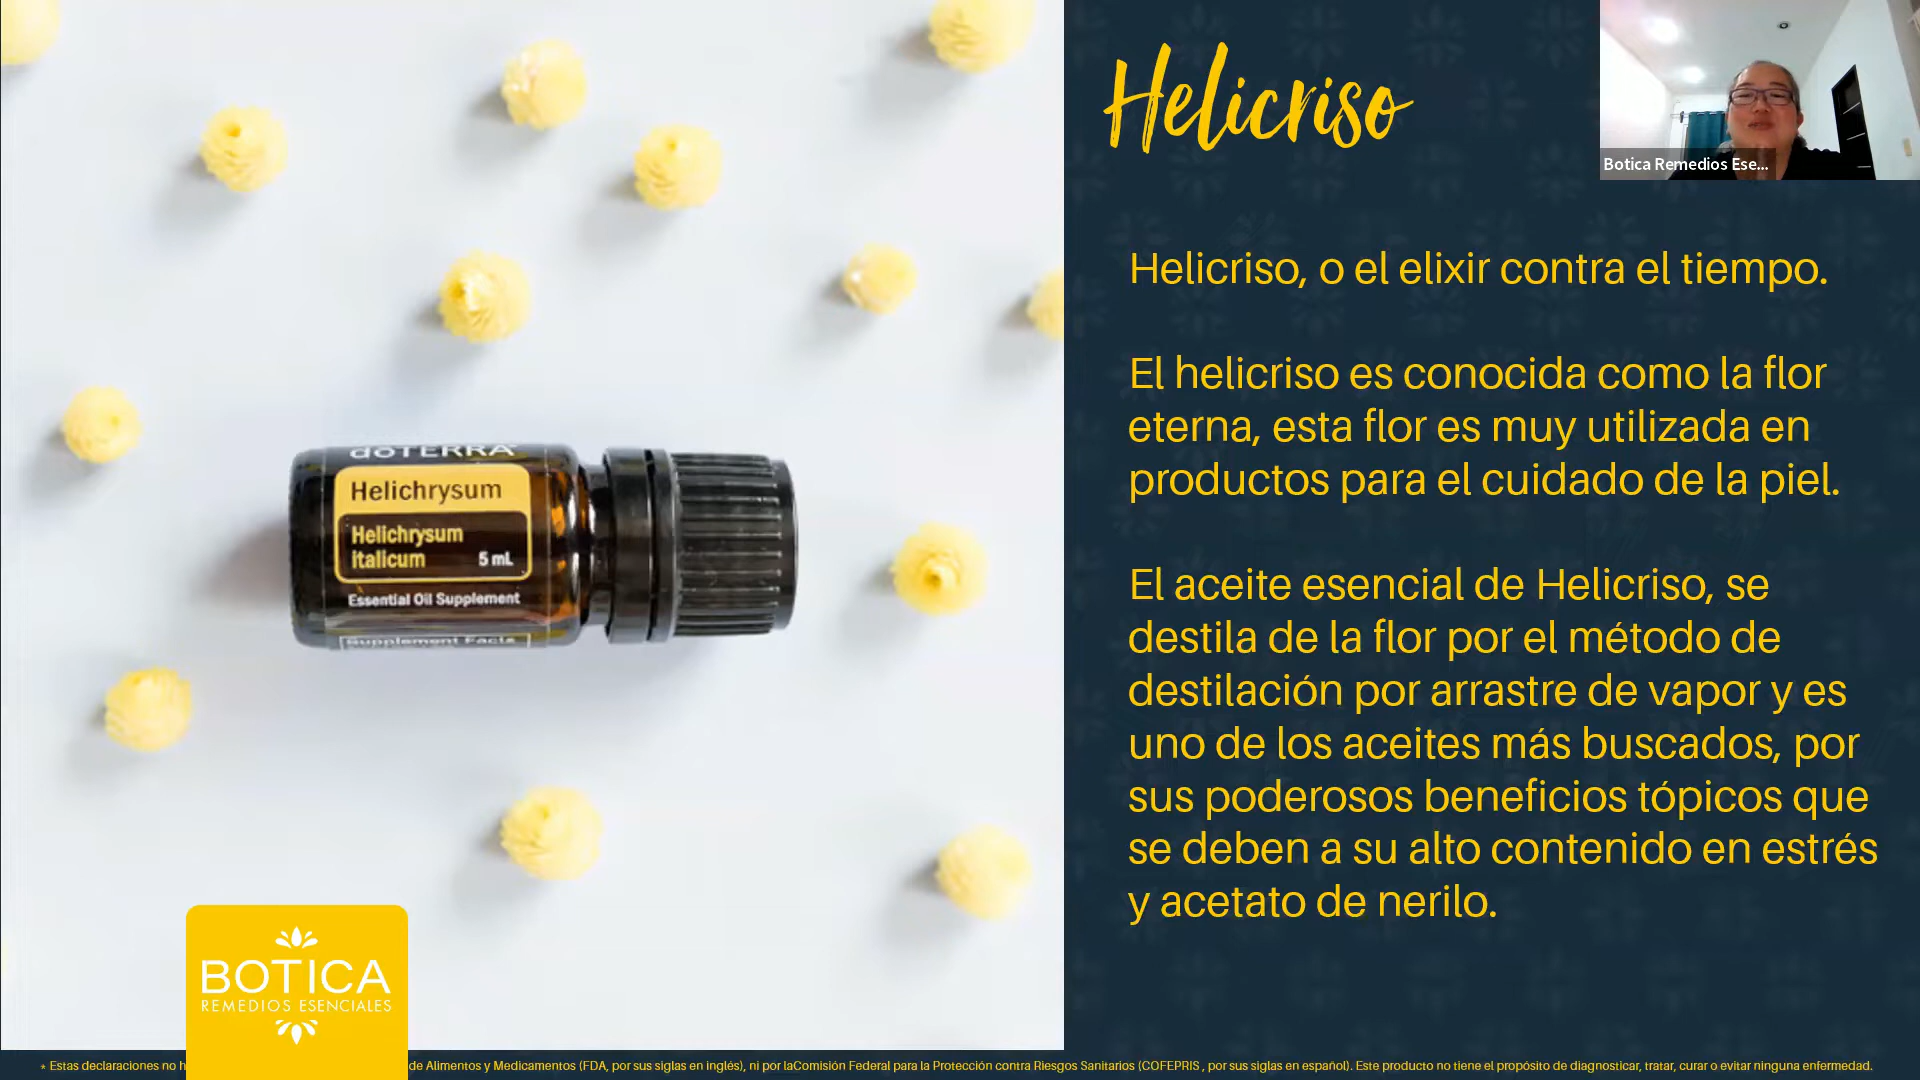 Helicriso
Botica Remedios Ese...
Helicriso, o el elixir contra el tiempo.
El helicriso es conocida como la flor
eterna, esta flor es muy utilizada en
productos para el cuidado de la piel.
El aceite esencial de Helicriso, se
destila de la flor por el método de
destilación por arrastre de vapor y es
uno de los aceites más buscados, por
sus poderosos beneficios tópicos que
se deben a su alto contenido en estrés
y acetato de nerilo.
doTERRA
Helichrysum
Helichrysum
italicum 5 mL
Essential Oil Supplement
Supplement Facts
BOTICA
REMEDIOS ESENCIALES
* Estas declaraciones no h de Alimentos y Medicamentos (FDA, por sus siglas en inglés), ni por laComisión Federal para la Protección contra Riesgos Sanitarios (COFEPRIS , por sus siglas en español). Este producto no tiene el propósito de diagnosticar, tratar, curar o evitar ninguna enfermedad.